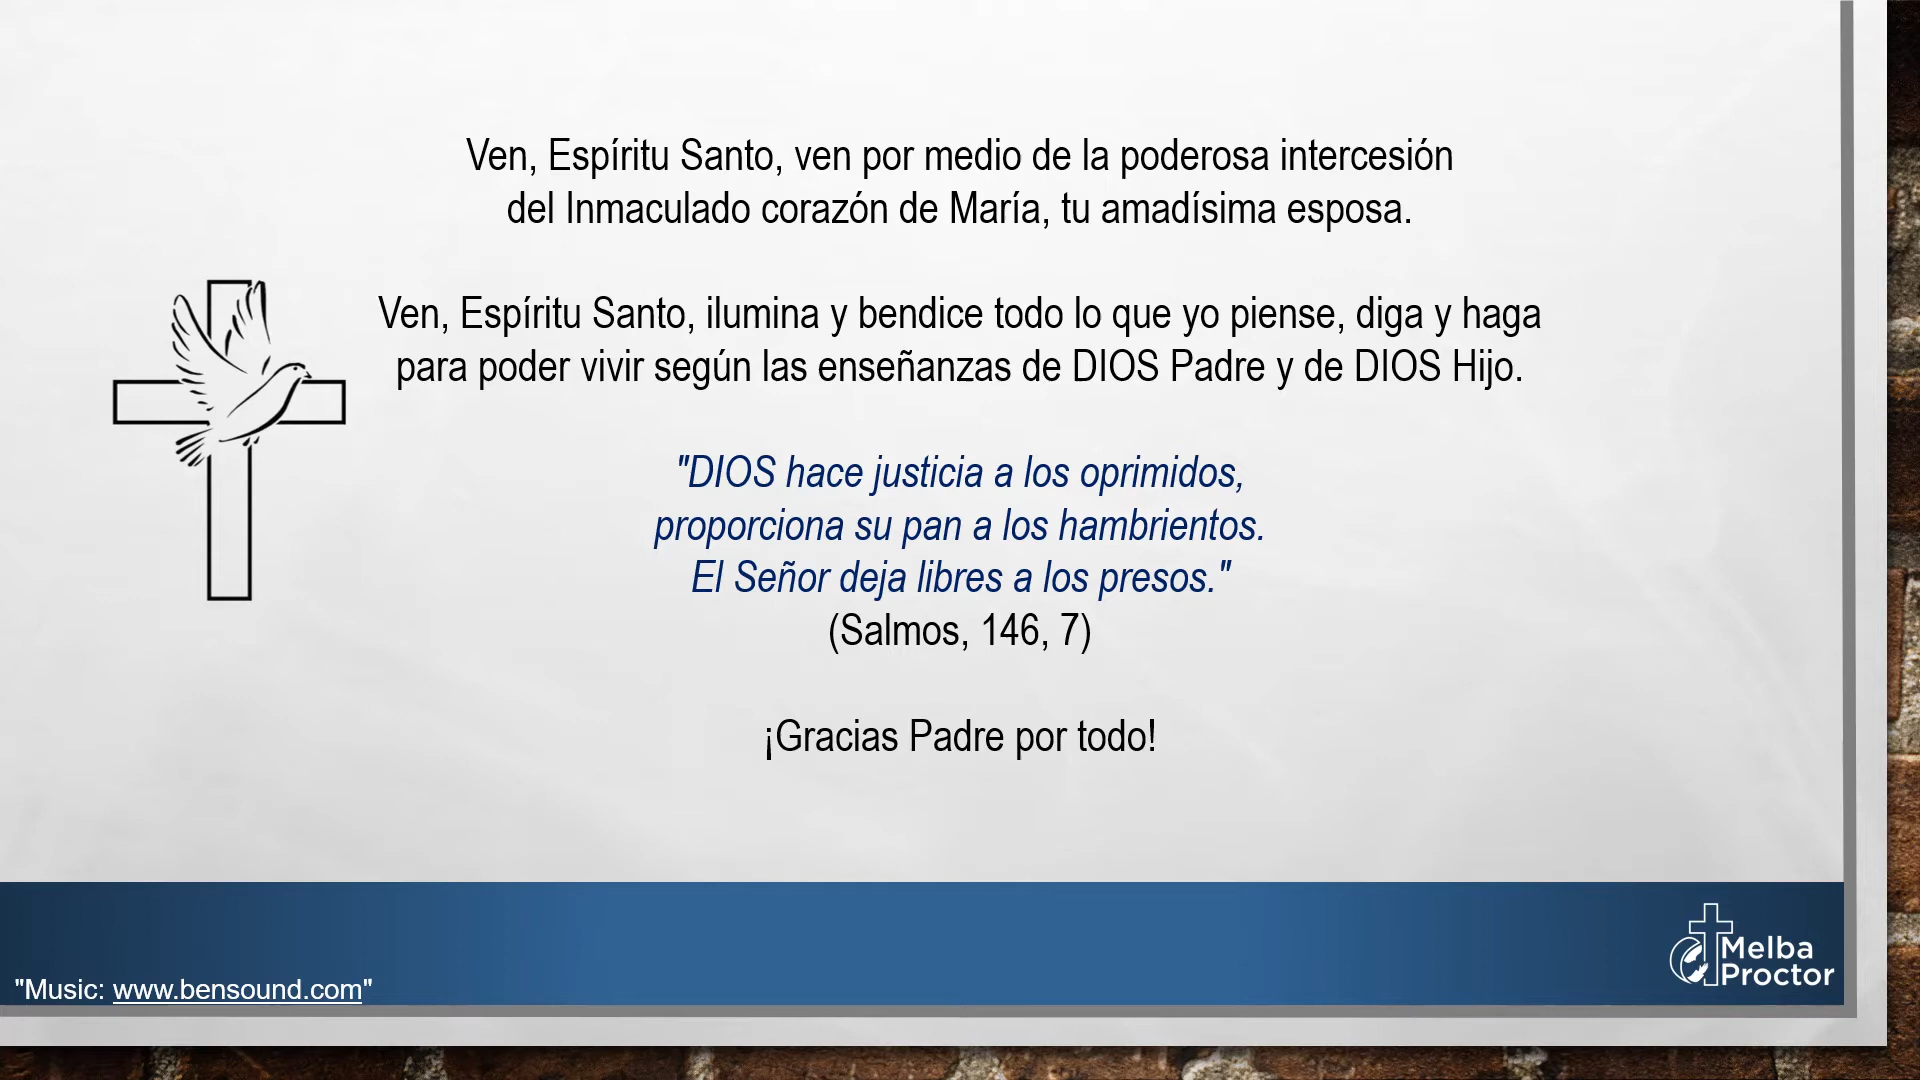 Ven, Espíritu Santo, ven por medio de la poderosa intercesión
del Inmaculado corazón de María, tu amadísima esposa.
Ven, Espíritu Santo, ilumina y bendice todo lo que yo piense, diga y haga
para poder vivir según las enseñanzas de DIOS Padre y de DIOS Hijo.
"DIOS hace justicia a los oprimidos,
proporciona su pan a los hambrientos.
El Señor deja libres a los presos."
(Salmos, 146, 7)
¡Gracias Padre por todo!
"Music: www.bensound.com"
Melba
Proctor